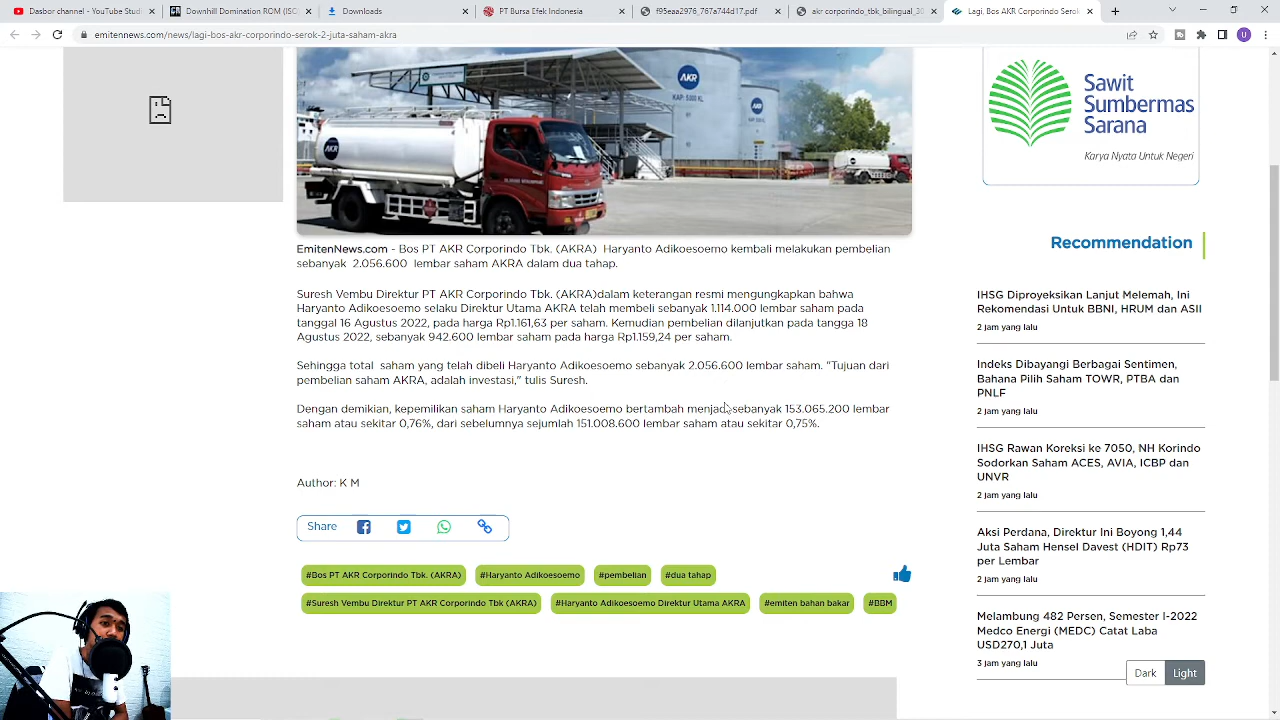 Dasbor channel - YouTube Studi
Downhill Domination ROM (ISO)
Downloads
PT Bursa Efek Indonesia
f95eaa2976_767a744d17.pdf
akr corporindo_fs_bilingual_30
Lagi, Bos AKR Corporindo Serok
emitennews.com/news/lagi-bos-akr-corporindo-serok-2-juta-saham-akra
U
AKR
KAP: 5000 KL
AKR
AKR
Sawit
Sumbermas
Sarana
Karya Nyata Untuk Negeri
EmitenNews.com - Bos PT AKR Corporindo Tbk. (AKRA) Haryanto Adikoesoemo kembali melakukan pembelian
sebanyak 2.056.600 lembar saham AKRA dalam dua tahap.
Suresh Vembu Direktur PT AKR Corporindo Tbk. (AKRA)dalam keterangan resmi mengungkapkan bahwa
Haryanto Adikoesoemo selaku Direktur Utama AKRA telah membeli sebanyak 1.114.000 lembar saham pada
tanggal 16 Agustus 2022, pada harga Rp1.161,63 per saham. Kemudian pembelian dilanjutkan pada tangga 18
Agustus 2022, sebanyak 942.600 lembar saham pada harga Rp1.159,24 per saham.
Sehingga total saham yang telah dibeli Haryanto Adikoesoemo sebanyak 2.056.600 lembar saham. "Tujuan dari
pembelian saham AKRA, adalah investasi," tulis Suresh.
Dengan demikian, kepemilikan saham Haryanto Adikoesoemo bertambah menjadi sebanyak 153.065.200 lembar
saham atau sekitar 0,76%, dari sebelumnya sejumlah 151.008.600 lembar saham atau sekitar 0,75%.
Author: K M
Share
#Bos PT AKR Corporindo Tbk. (AKRA) #Haryanto Adikoesoemo #pembelian #dua tahap
#Suresh Vembu Direktur PT AKR Corporindo Tbk (AKRA) #Haryanto Adikoesoemo Direktur Utama AKRA #emiten bahan bakar #BBM
Recommendation
IHSG Diproyeksikan Lanjut Melemah, Ini
Rekomendasi Untuk BBNI, HRUM dan ASII
2 jam yang lalu
Indeks Dibayangi Berbagai Sentimen,
Bahana Pilih Saham TOWR, PTBA dan
PNLF
2 jam yang lalu
IHSG Rawan Koreksi ke 7050, NH Korindo
Sodorkan Saham ACES, AVIA, ICBP dan
UNVR
2 jam yang lalu
Aksi Perdana, Direktur Ini Boyong 1,44
Juta Saham Hensel Davest (HDIT) Rp73
per Lembar
2 jam yang lalu
Melambung 482 Persen, Semester I-2022
Medco Energi (MEDC) Catat Laba
USD270,1 Juta
3 jam yang lalu
Dark Light